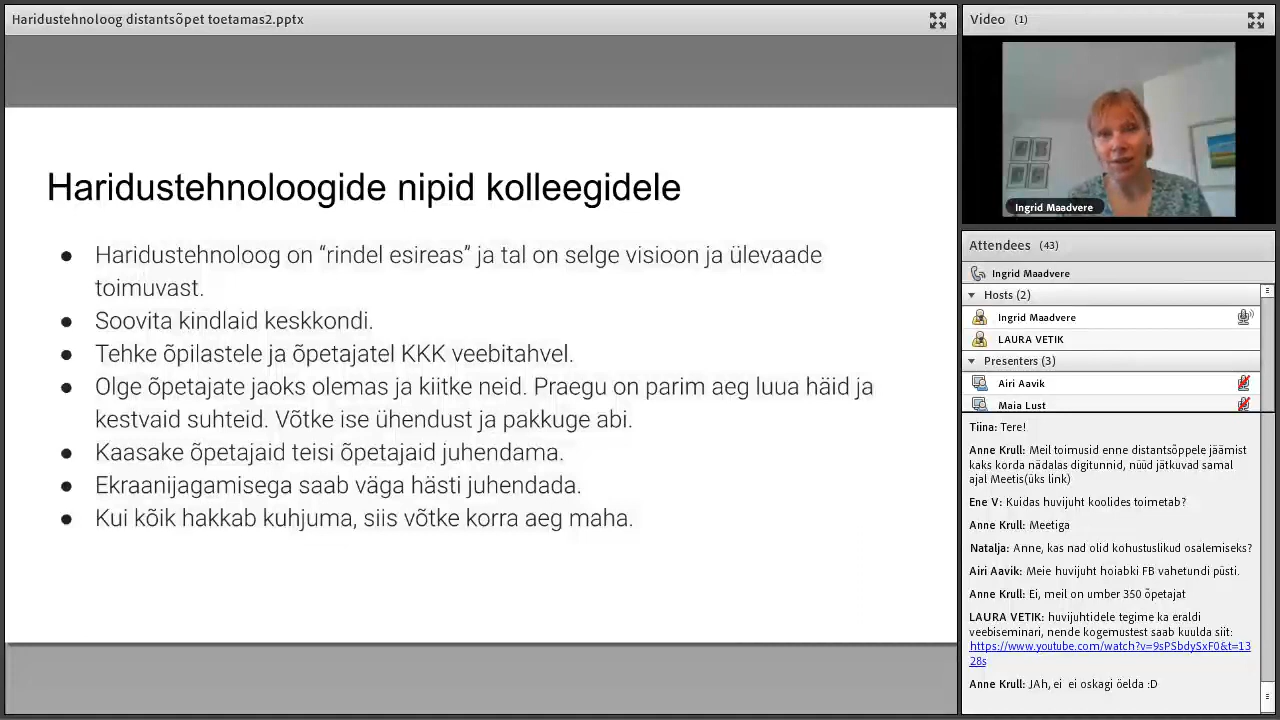 Haridustehnoloog distantsõpet toetamas2.pptx
Haridustehnoloogide nipid kolleegidele
● Haridustehnoloog on “rindel esireas” ja tal on selge visioon ja ülevaade
toimuvast.
● Soovita kindlaid keskkondi.
● Tehke õpilastele ja õpetajatel KKK veebitahvel.
● Olge õpetajate jaoks olemas ja kiitke neid. Praegu on parim aeg luua häid ja
kestvaid suhteid. Võtke ise ühendust ja pakkuge abi.
● Kaasake õpetajaid teisi õpetajaid juhendama.
● Ekraanijagamisega saab väga hästi juhendada.
● Kui kõik hakkab kuhjuma, siis võtke korra aeg maha.
Video (1)
Ingrid Maadvere
Attendees (43)
Ingrid Maadvere
Hosts (2)
Ingrid Maadvere
LAURA VETIK
Presenters (3)
Airi Aavik
Maia Lust
Tiina: Tere!
Anne Krull: Meil toimusid enne distantsõppele jäämist
kaks korda nädalas digitunnid, nüüd jätkuvad samal
ajal Meetis(üks link)
Ene V: Kuidas huvijuht koolides toimetab?
Anne Krull: Meetiga
Natalja: Anne, kas nad olid kohustuslikud osalemiseks?
Airi Aavik: Meie huvijuht hoiabki FB vahetundi püsti.
Anne Krull: Ei, meil on umber 350 õpetajat
LAURA VETIK: huvijuhtidele tegime ka eraldi
veebiseminari, nende kogemustest saab kuulda siit:
https://www.youtube.com/watch?v=9sPSbdySxF0&t=13
28s
Anne Krull: JAh, ei ei oskagi öelda :D